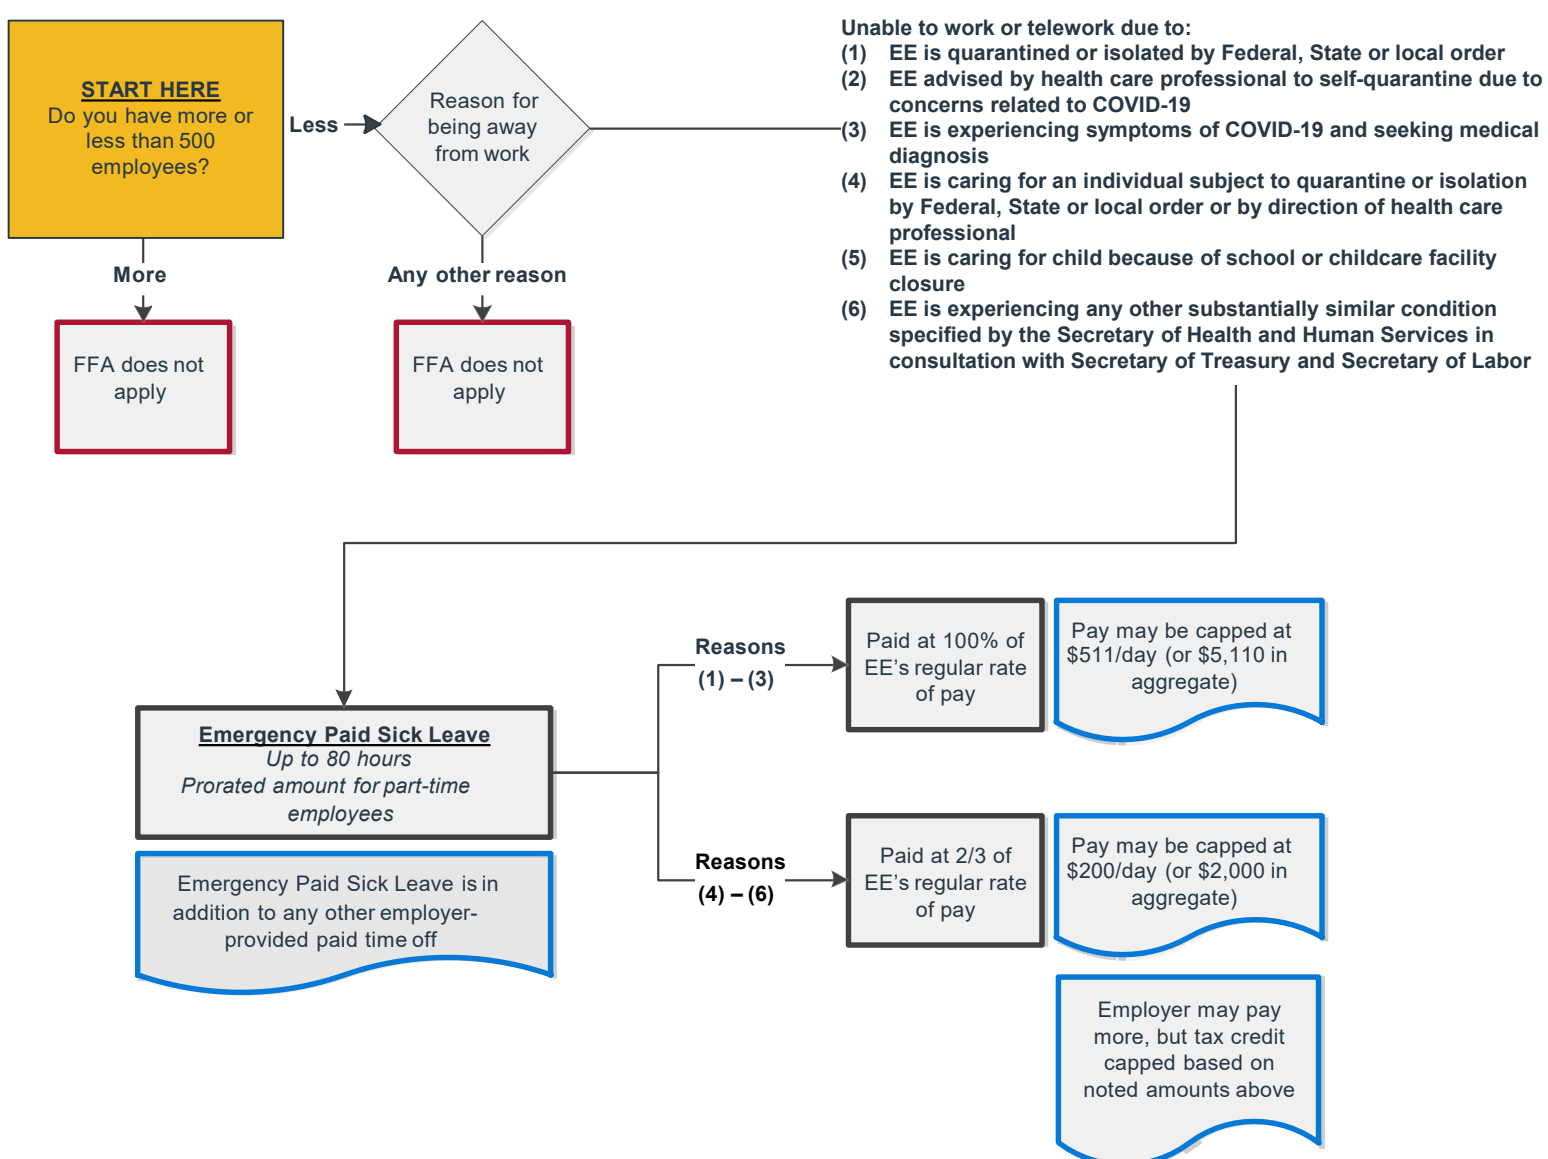 START HERE
Do you have more or
less than 500
employees?
Less
Reason for
being away
from work
Unable to work or telework due to:
(1) EE is quarantined or isolated by Federal, State or local order
(2) EE advised by health care professional to self-quarantine due to
concerns related to COVID-19
(3) EE is experiencing symptoms of COVID-19 and seeking medical
diagnosis
(4) EE is caring for an individual subject to quarantine or isolation
by Federal, State or local order or by direction of health care
professional
(5) EE is caring for child because of school or childcare facility
closure
(6) EE is experiencing any other substantially similar condition
specified by the Secretary of Health and Human Services in
consultation with Secretary of Treasury and Secretary of Labor
More
Any other reason
FFA does not
apply
FFA does not
apply
Emergency Paid Sick Leave
Up to 80 hours
Prorated amount for part-time
employees
Emergency Paid Sick Leave is in
addition to any other employer-
provided paid time off
Reasons
(1) – (3)
Paid at 100% of
EE's regular rate
of pay
Pay may be capped at
$511/day (or $5,110 in
aggregate)
Reasons
(4) – (6)
Paid at 2/3 of
EE's regular rate
of pay
Pay may be capped at
$200/day (or $2,000 in
aggregate)
Employer may pay
more, but tax credit
capped based on
noted amounts above